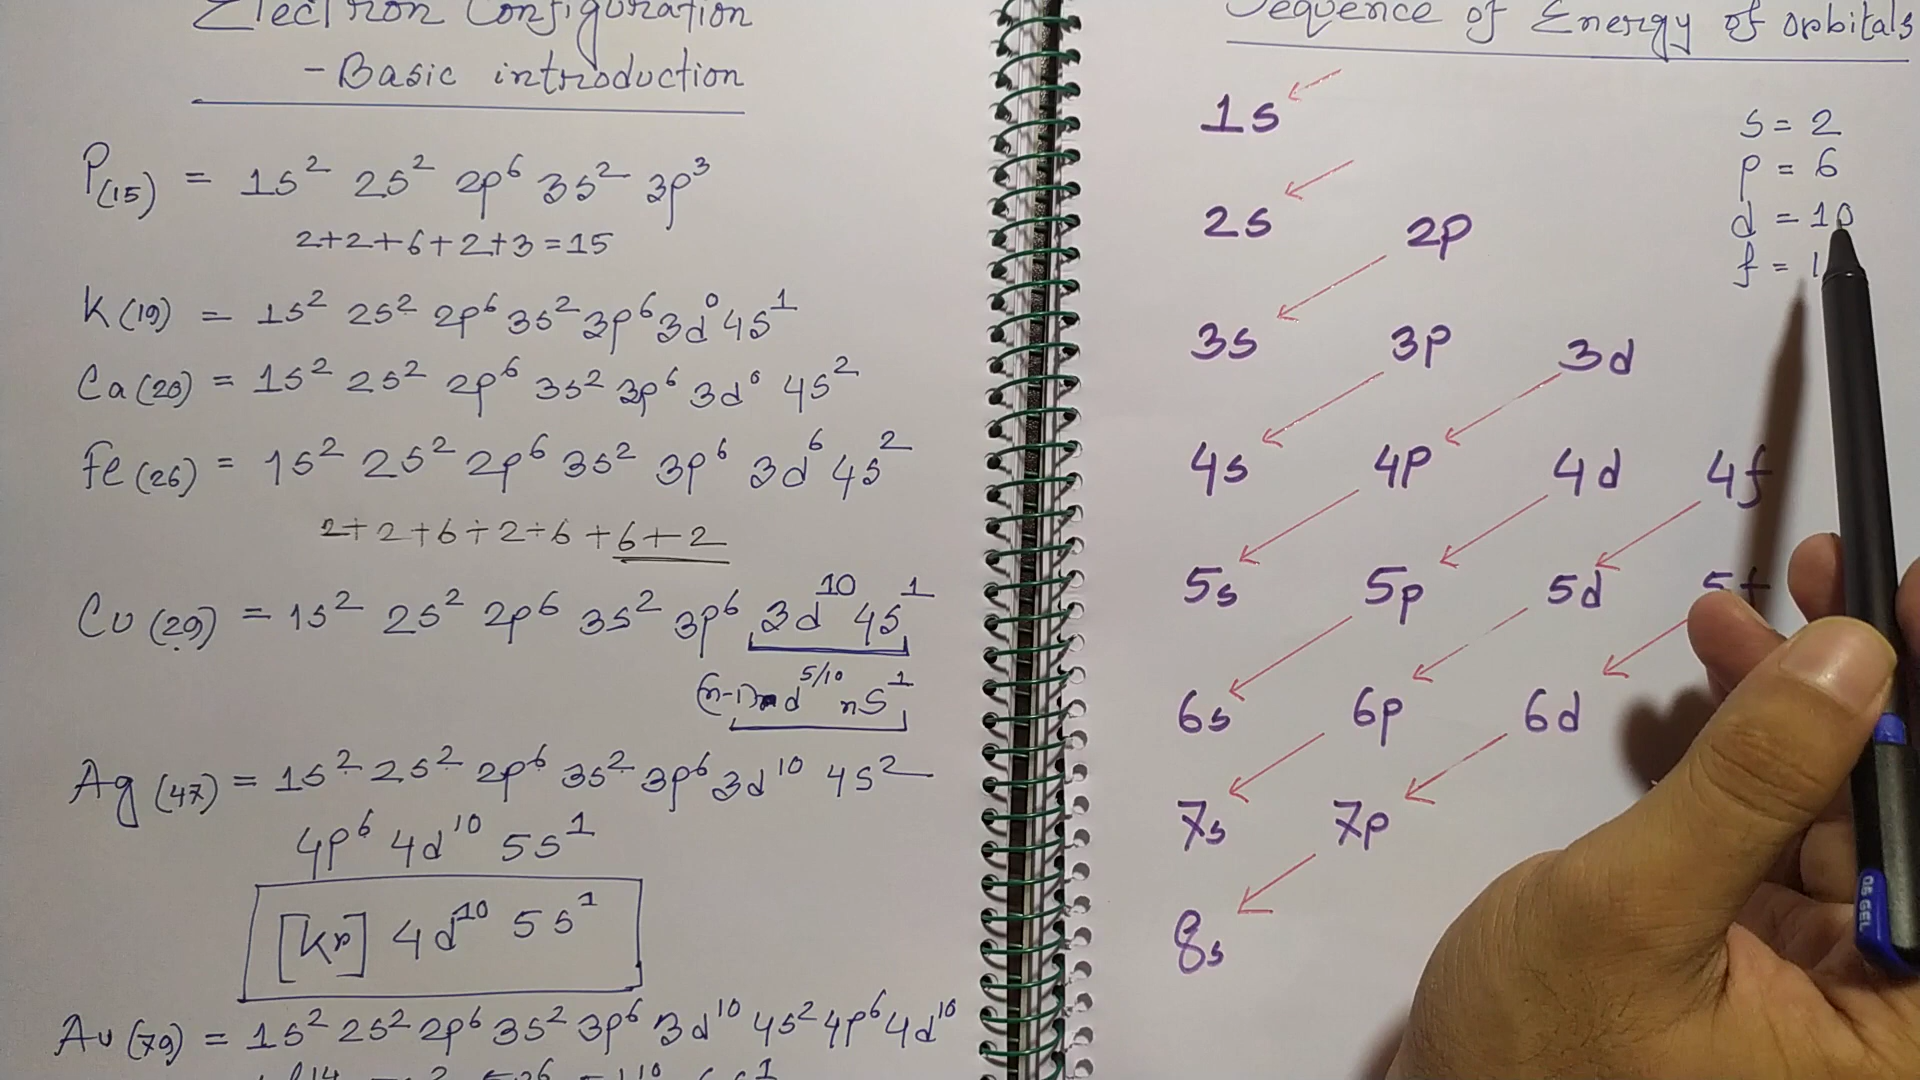 Electron Configuration
- Basic introduction
P(15) = 1s² 2s² 2p⁶ 3s² 3p³
2+2+6+2+3=15
K(19) = 1s² 2s² 2p⁶ 3s² 3p⁶ 3d⁰ 4s¹
Ca(20) = 1s² 2s² 2p⁶ 3s² 3p⁶ 3d⁰ 4s²
Fe(26) = 1s² 2s² 2p⁶ 3s² 3p⁶ 3d⁶ 4s²
2+2+6+2+6+6+2
Cu(29) = 1s² 2s² 2p⁶ 3s² 3p⁶ 3d¹⁰ 4s¹
(n-1) d⁵/¹⁰ ns¹
Ag(47) = 1s² 2s² 2p⁶ 3s² 3p⁶ 3d¹⁰ 4s²
4p⁶ 4d¹⁰ 5s¹
[Kr] 4d¹⁰ 5s¹
Au(79) = 1s² 2s² 2p⁶ 3s² 3p⁶ 3d¹⁰ 4s² 4p⁶ 4d¹⁰
Sequence of Energy of orbitals
1s
2s 2p
3s 3p 3d
4s 4p 4d 4f
5s 5p 5d 5f
6s 6p 6d
7s 7p
8s
s = 2
p = 6
d = 10
f = 1
0.5 GEL